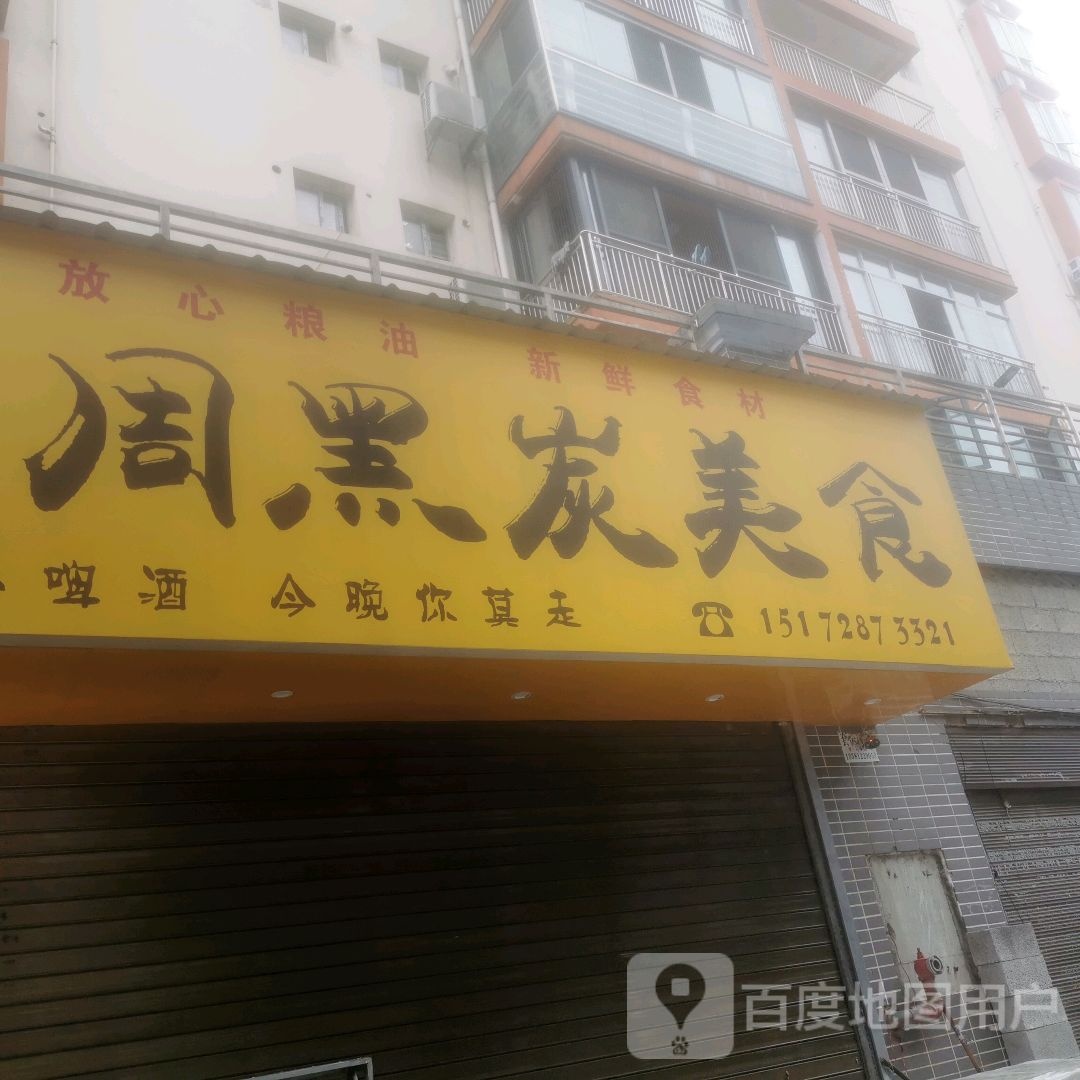 放心粮油 新鲜食材
周黑炭美食
啤酒 今晚你莫走 ☎ 15172873321
百度地图用户